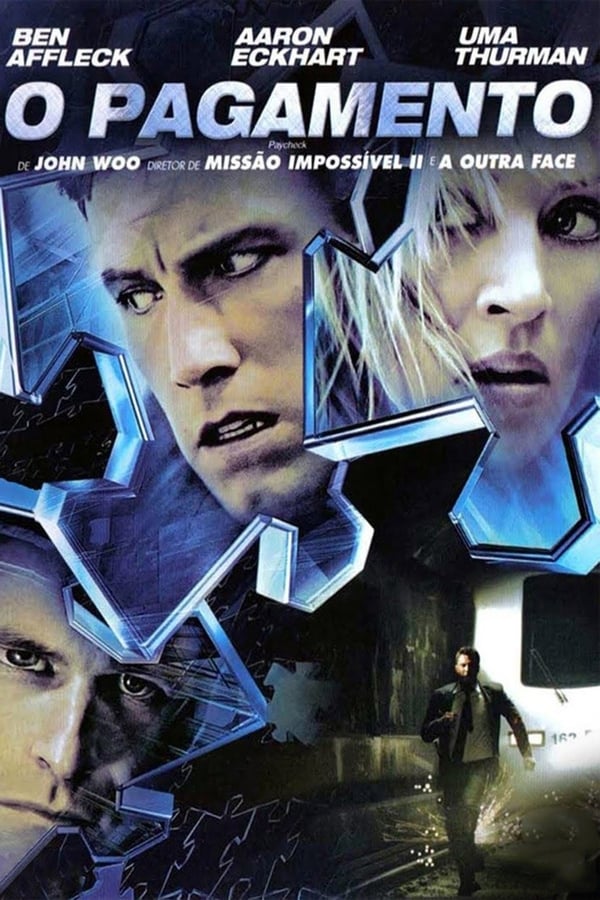 BEN AFFLECK
AARON ECKHART
UMA THURMAN
O PAGAMENTO
Paycheck
DE JOHN WOO DIRETOR DE MISSÃO IMPOSSÍVEL II E A OUTRA FACE